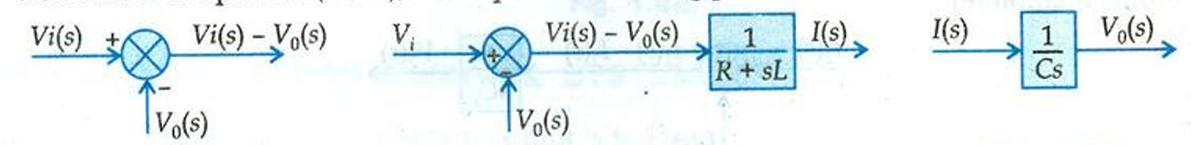 Vi(s) + Vi(s) – V₀(s) Vᵢ + Vi(s) – V₀(s) 1 I(s) I(s) 1 V₀(s)
R + sL Cs
– –
V₀(s) V₀(s)